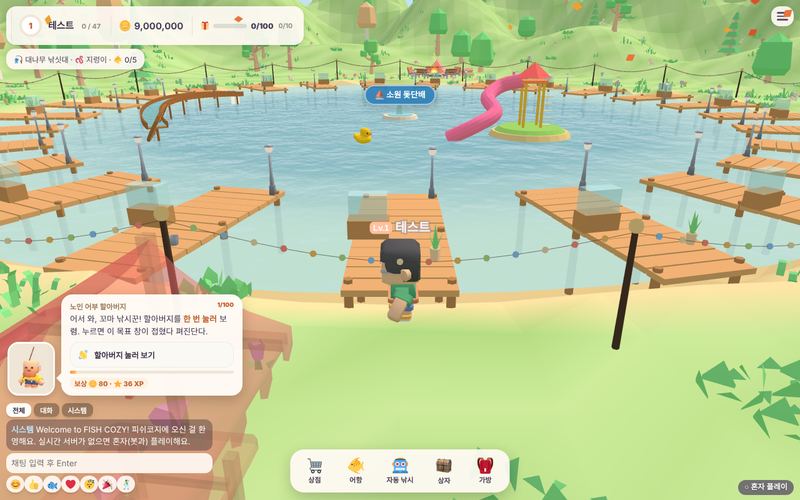 1 테스트 0 / 47 9,000,000 0/100 0/10
대나무 낚싯대 · 지렁이 · 0/5
소원 돛단배
Lv.1 테스트
노인 어부 할아버지 1/100
어서 와, 꼬마 낚시꾼! 할아버지를 한 번 눌러 보
렴. 누르면 이 목표 창이 접혔다 펴진단다.
할아버지 눌러 보기
보상 80 · 36 XP
전체 대화 시스템
시스템 Welcome to FISH COZY! 피쉬코지에 오신 걸 환
영해요. 실시간 서버가 없으면 혼자(봇과) 플레이해요.
채팅 입력 후 Enter
상점 어항 자동 낚시 상자 가방
혼자 플레이